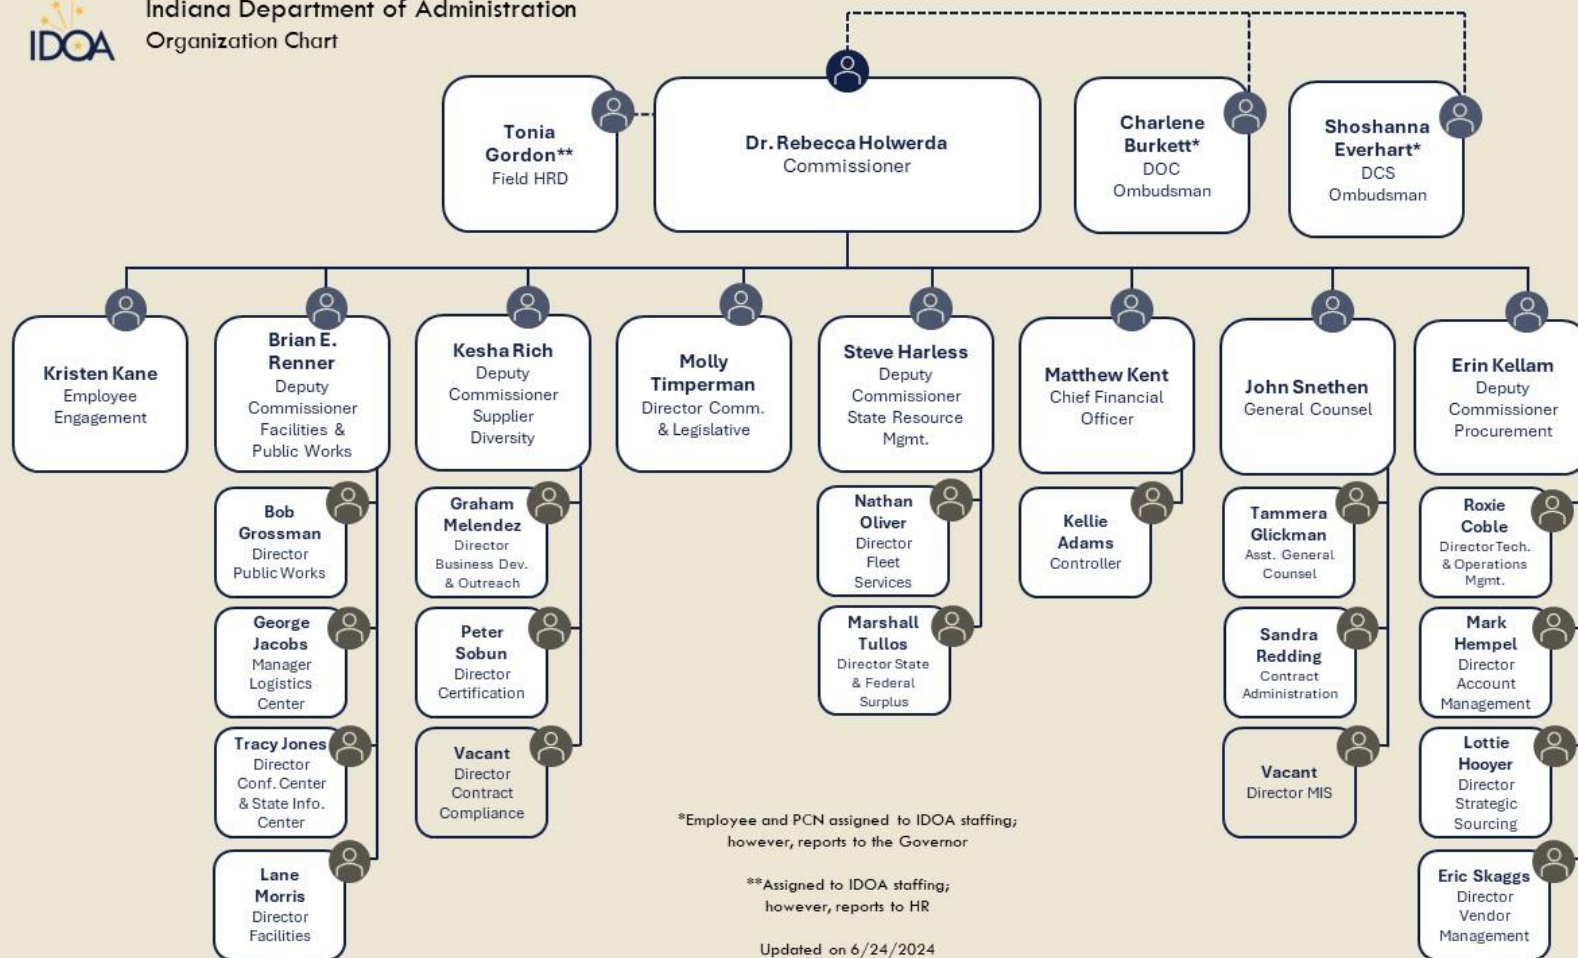 Indiana Department of Administration
IDOA
Organization Chart
Tonia
Gordon**
Field HRD
Dr. Rebecca Holwerda
Commissioner
Charlene
Burkett*
DOC
Ombudsman
Shoshanna
Everhart*
DCS
Ombudsman
Kristen Kane
Employee
Engagement
Brian E.
Renner
Deputy
Commissioner
Facilities &
Public Works
Kesha Rich
Deputy
Commissioner
Supplier
Diversity
Molly
Timperman
Director Comm.
& Legislative
Steve Harless
Deputy
Commissioner
State Resource
Mgmt.
Matthew Kent
Chief Financial
Officer
John Snethen
General Counsel
Erin Kellam
Deputy
Commissioner
Procurement
Bob
Grossman
Director
Public Works
George
Jacobs
Manager
Logistics
Center
Tracy Jones
Director
Conf. Center
& State Info.
Center
Lane
Morris
Director
Facilities
Graham
Melendez
Director
Business Dev.
& Outreach
Peter
Sobun
Director
Certification
Vacant
Director
Contract
Compliance
Nathan
Oliver
Director
Fleet
Services
Marshall
Tullos
Director State
& Federal
Surplus
Kellie
Adams
Controller
Tammera
Glickman
Asst. General
Counsel
Sandra
Redding
Contract
Administration
Vacant
Director MIS
Roxie
Coble
Director Tech.
& Operations
Mgmt.
Mark
Hempel
Director
Account
Management
Lottie
Hooyer
Director
Strategic
Sourcing
Eric Skaggs
Director
Vendor
Management
*Employee and PCN assigned to IDOA staffing;
however, reports to the Governor
**Assigned to IDOA staffing;
however, reports to HR
Updated on 6/24/2024